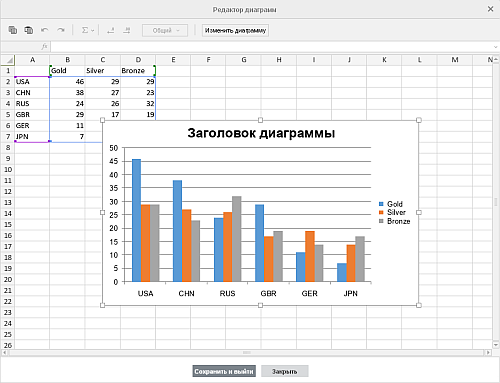 Редактор диаграмм
Общий Изменить диаграмму
fx
A B C D E F G H I J K L M N
1 Gold Silver Bronze
2 USA 46 29 29
3 CHN 38 27 23
4 RUS 24 26 32
5 GBR 29 17 19
6 GER 11
7 JPN 7
8
9
10
11
12
13
14
15
16
17
18
19
20
21
22
23
24
25
26
Заголовок диаграммы
50
45
40
35
30
25
20
15
10
5
0
USA CHN RUS GBR GER JPN
Gold
Silver
Bronze
Сохранить и выйти Закрыть